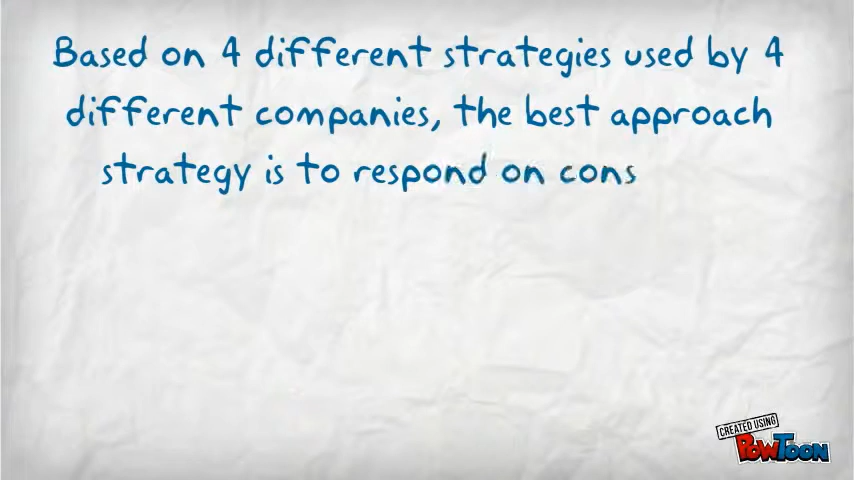 Based on 4 different strategies used by 4
different companies, the best approach
strategy is to respond on cons
CREATED USING
PowToon